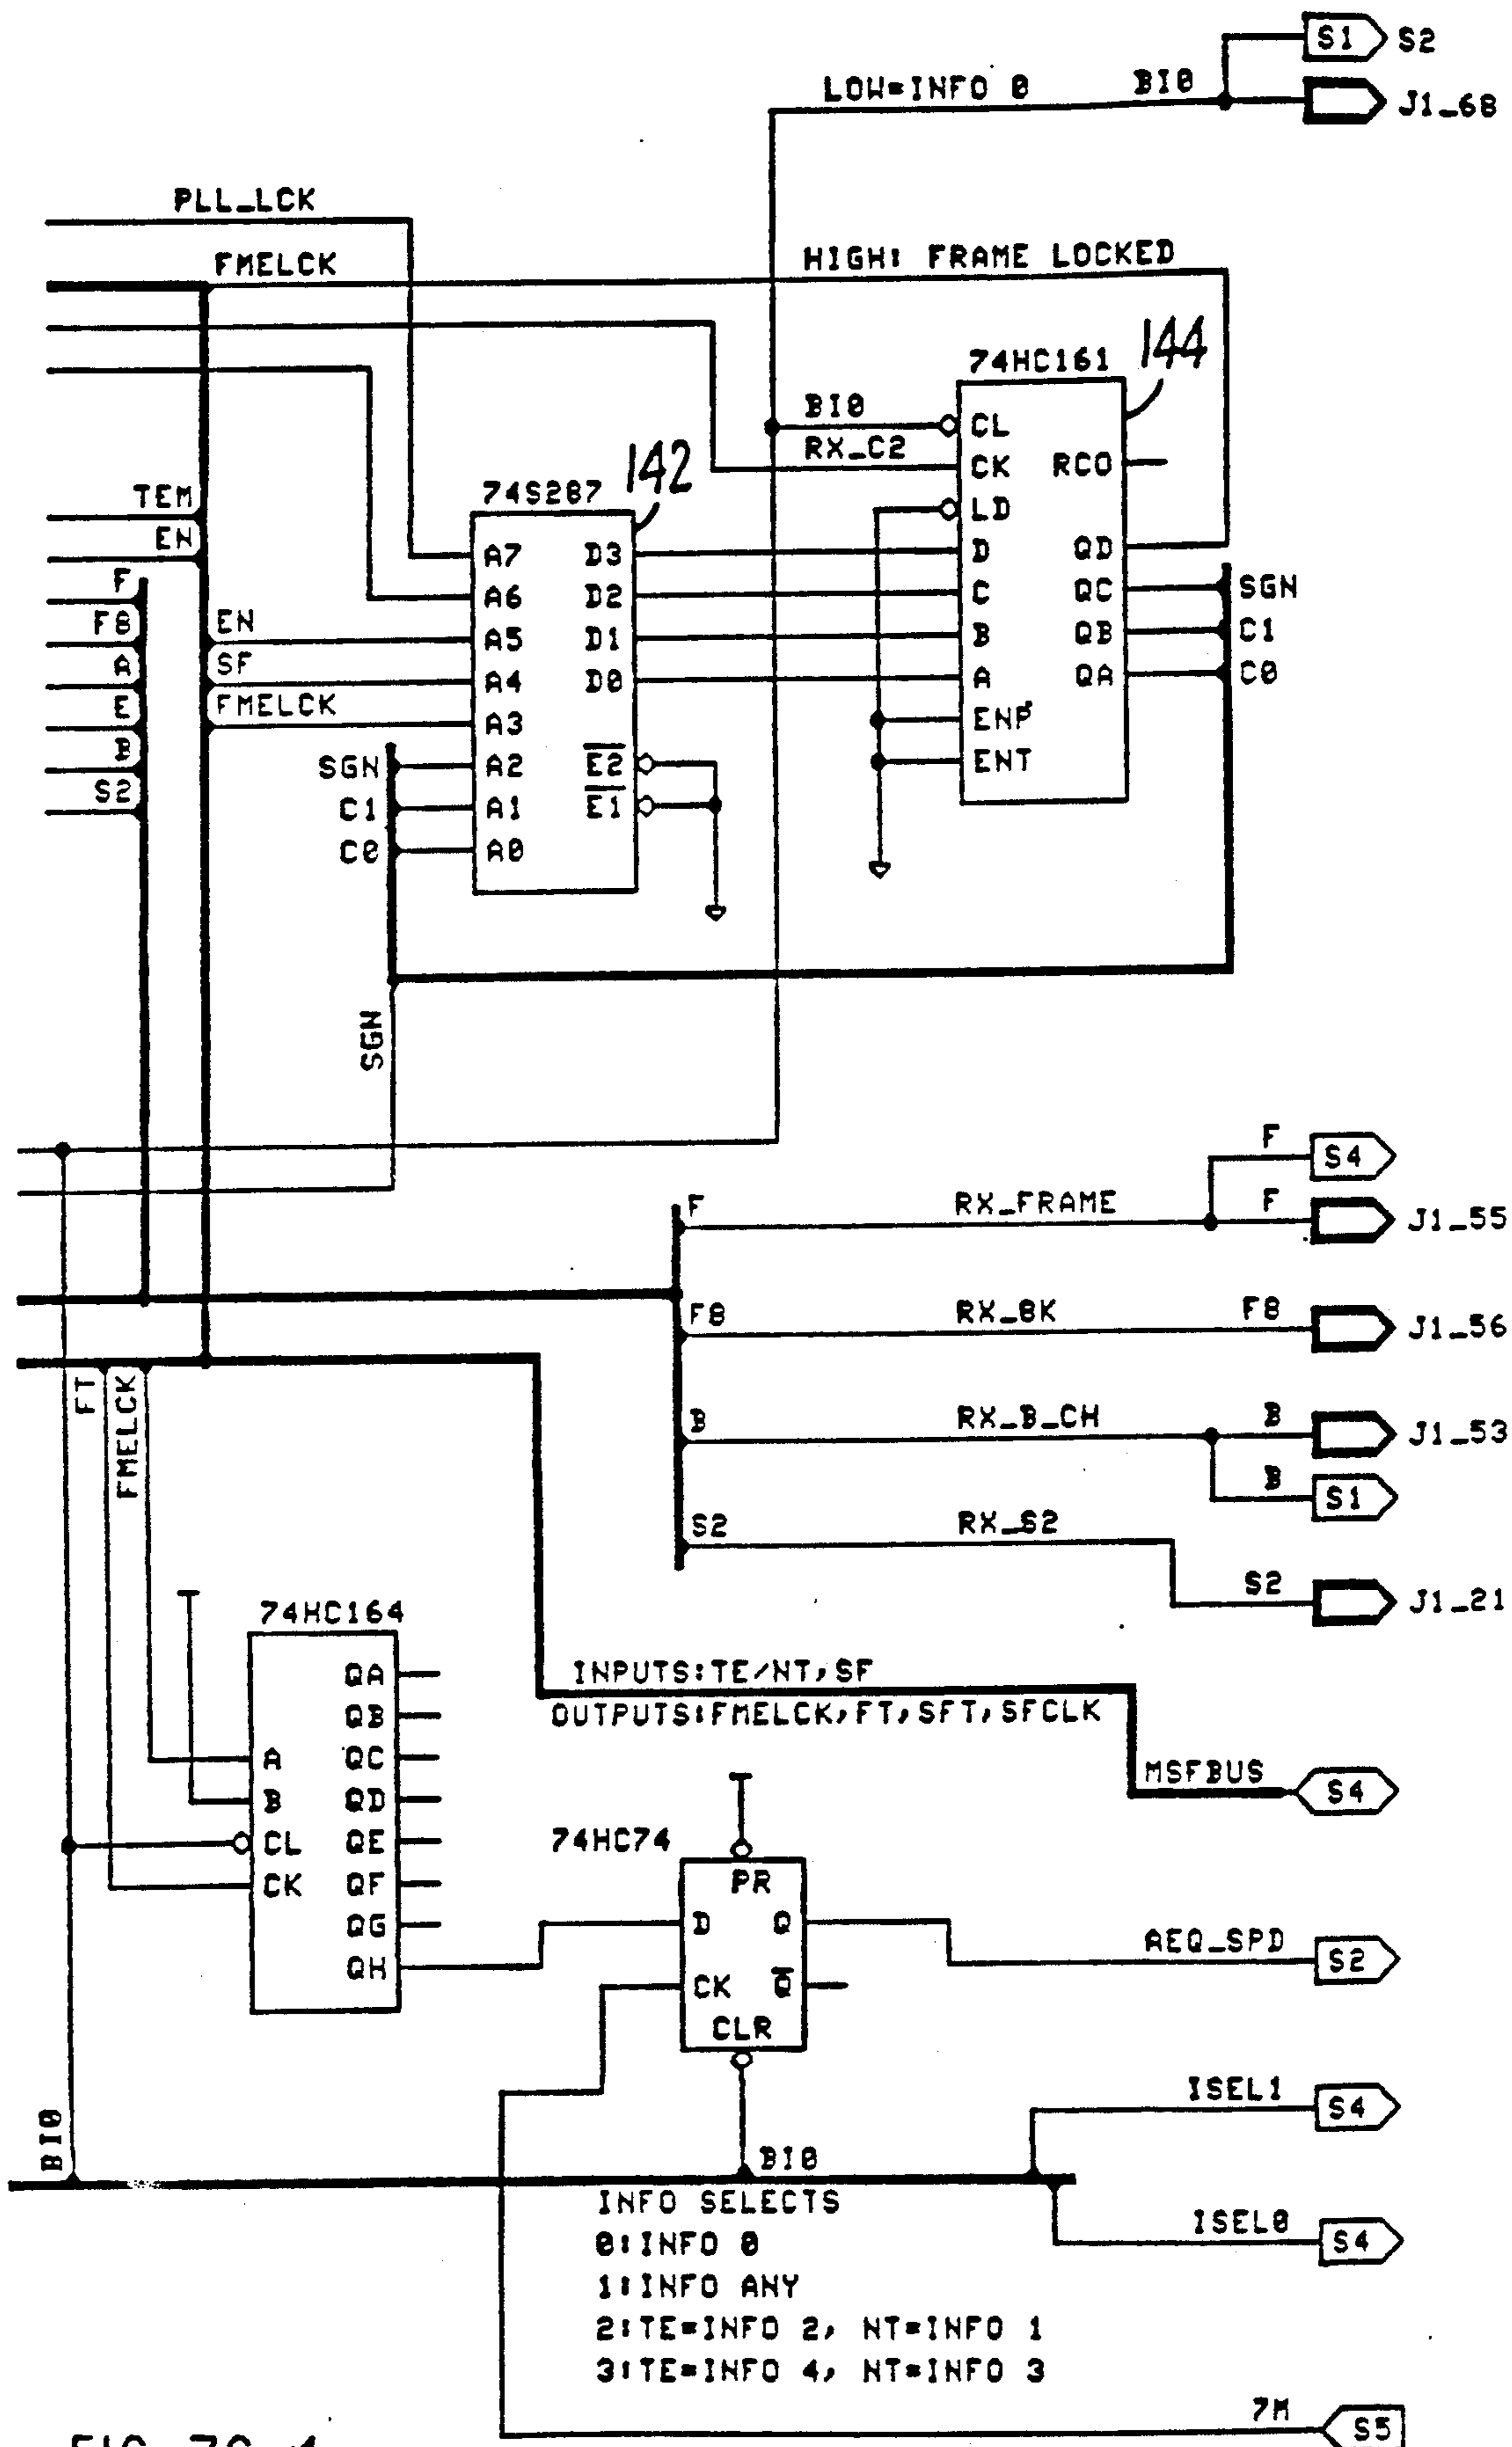 S1 S2
LOW=INFO 0 BI0
J1_68
PLL_LCK
FMELCK HIGH: FRAME LOCKED
74HC161 144
BI0 CL
RX_C2 CK RCO
74S287 142
LD
TEM
EN
A7 D3 D QD
F
A6 D2 C QC SGN
F8 EN A5 D1 B QB C1
A SF A4 D0 A QA C0
E FMELCK A3 ENP
B SGN A2 E2 ENT
S2 C1 A1 E1
C0 A0
SGN
F S4
F RX_FRAME F J1_55
F8 RX_8K F8 J1_56
FT
FMELCK
B RX_B_CH B J1_53
B S1
S2 RX_S2
S2 J1_21
74HC164
QA INPUTS:TE/NT,SF
QB OUTPUTS:FMELCK,FT,SFT,SFCLK
A QC MSFBUS S4
B QD
CL QE 74HC74
CK QF PR
QG D Q AEQ_SPD S2
QH CK Q
CLR
ISEL1 S4
BI0
BI0
INFO SELECTS
0:INFO 0 ISEL0 S4
1:INFO ANY
2:TE=INFO 2, NT=INFO 1
3:TE=INFO 4, NT=INFO 3
7M S5